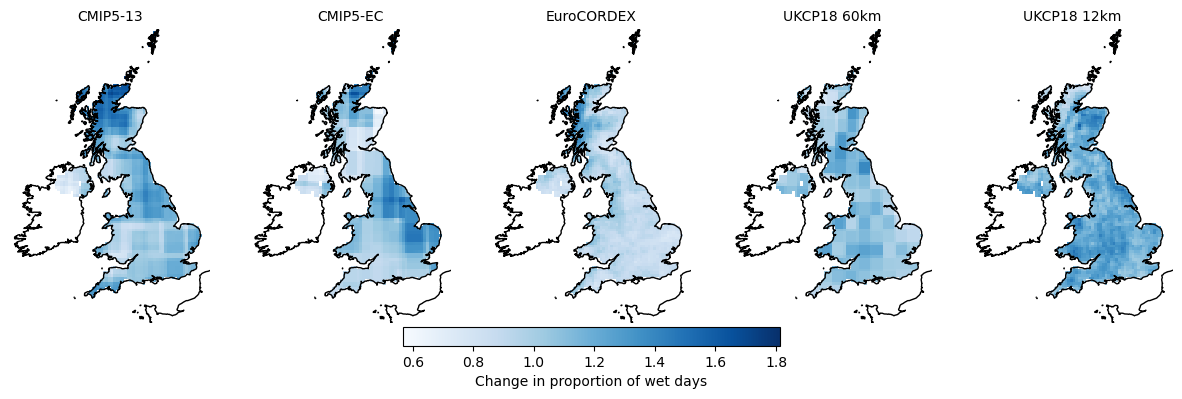 CMIP5-13 CMIP5-EC EuroCORDEX UKCP18 60km UKCP18 12km
0.6 0.8 1.0 1.2 1.4 1.6 1.8
Change in proportion of wet days